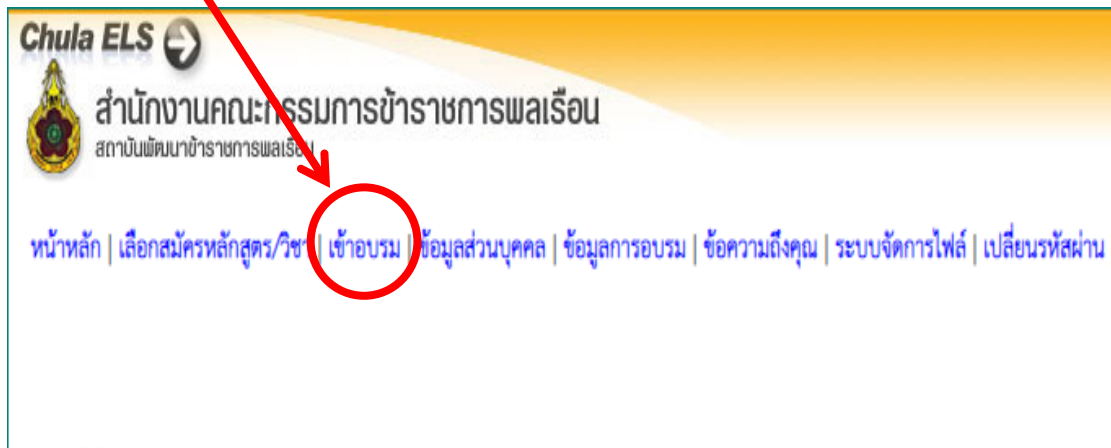 Chula ELS
สำนักงานคณะกรรมการข้าราชการพลเรือน
สถาบันพัฒนาข้าราชการพลเรือน
หน้าหลัก | เลือกสมัครหลักสูตร/วิชา | เข้าอบรม | ข้อมูลส่วนบุคคล | ข้อมูลการอบรม | ข้อความถึงคุณ | ระบบจัดการไฟล์ | เปลี่ยนรหัสผ่าน